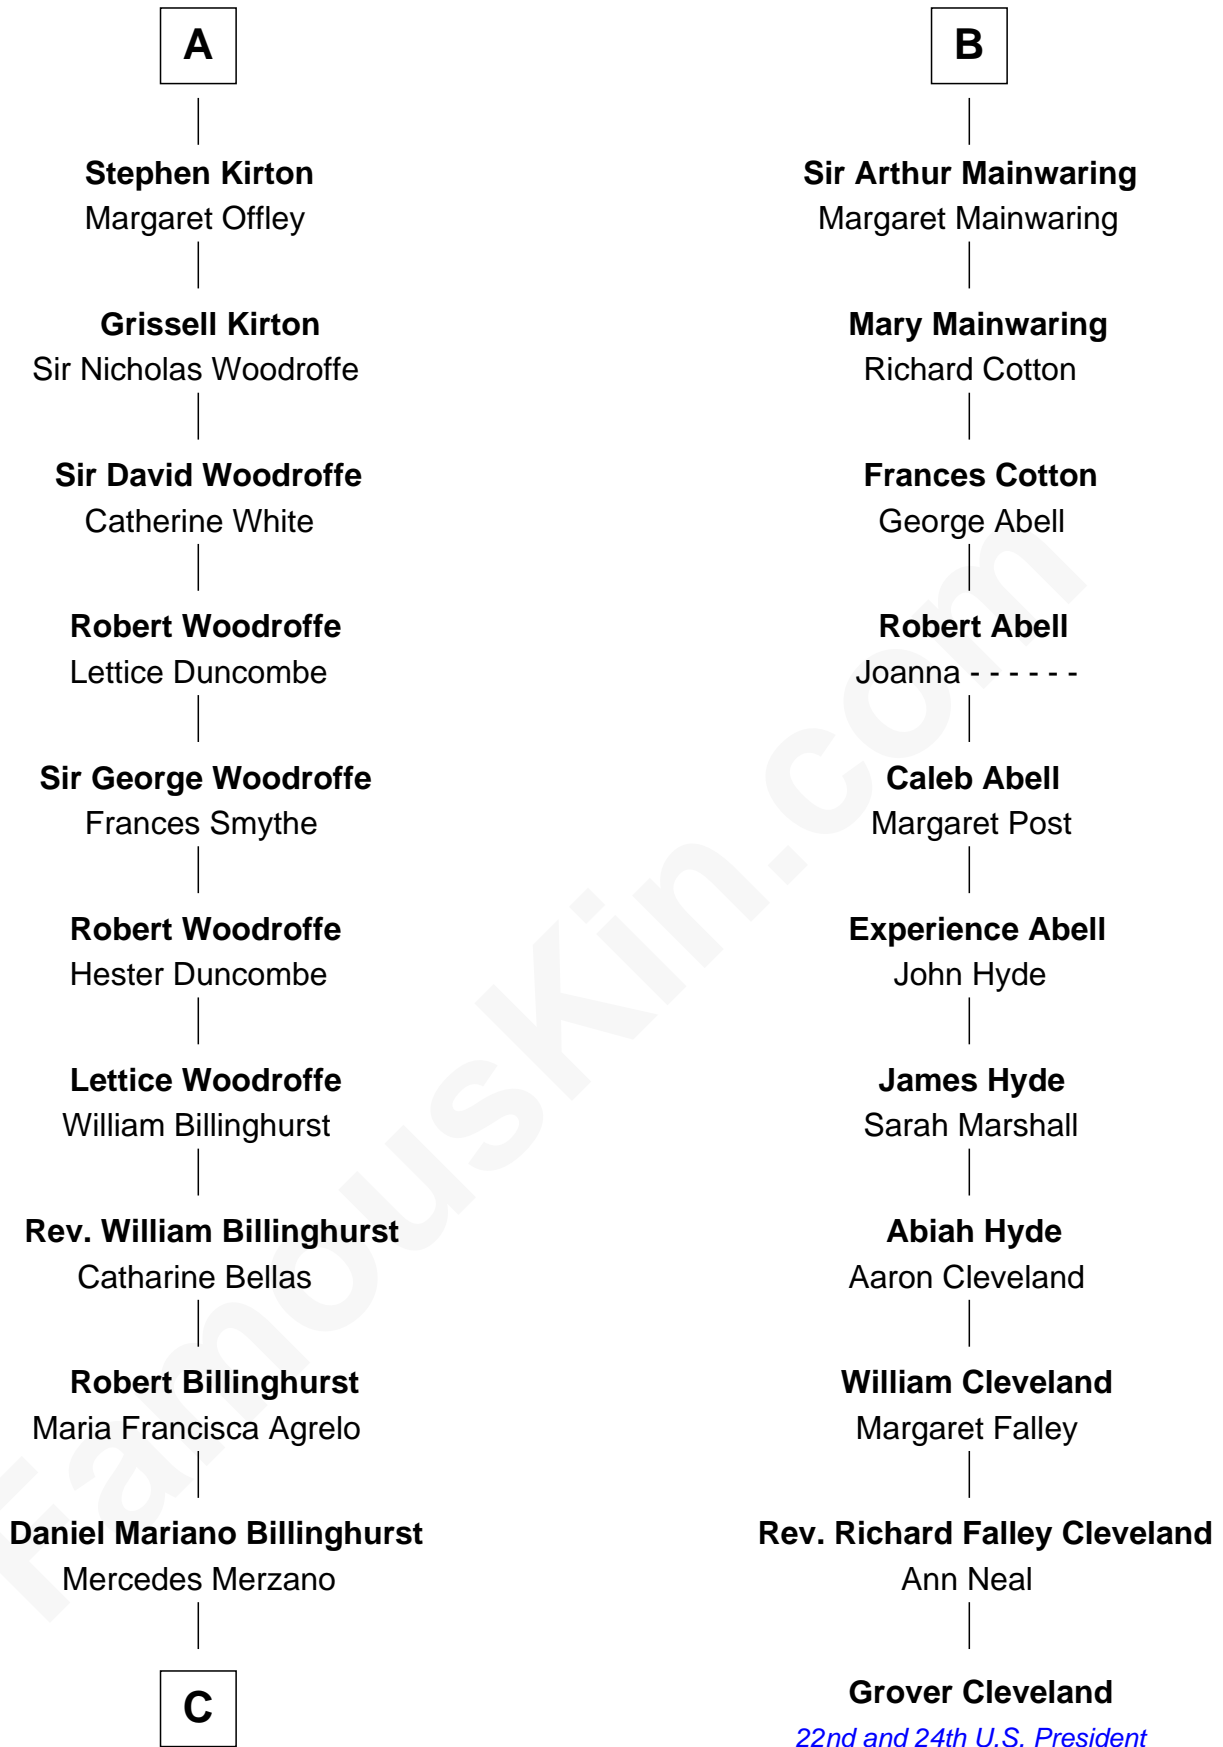 A
Stephen Kirton
Margaret Offley
Grissell Kirton
Sir Nicholas Woodroffe
Sir David Woodroffe
Catherine White
Robert Woodroffe
Lettice Duncombe
Sir George Woodroffe
Frances Smythe
Robert Woodroffe
Hester Duncombe
Lettice Woodroffe
William Billinghurst
Rev. William Billinghurst
Catharine Bellas
Robert Billinghurst
Maria Francisca Agrelo
Daniel Mariano Billinghurst
Mercedes Merzano
C
B
Sir Arthur Mainwaring
Margaret Mainwaring
Mary Mainwaring
Richard Cotton
Frances Cotton
George Abell
Robert Abell
Joanna - - - - - -
Caleb Abell
Margaret Post
Experience Abell
John Hyde
James Hyde
Sarah Marshall
Abiah Hyde
Aaron Cleveland
William Cleveland
Margaret Falley
Rev. Richard Falley Cleveland
Ann Neal
Grover Cleveland
22nd and 24th U.S. President
FamousKin.com